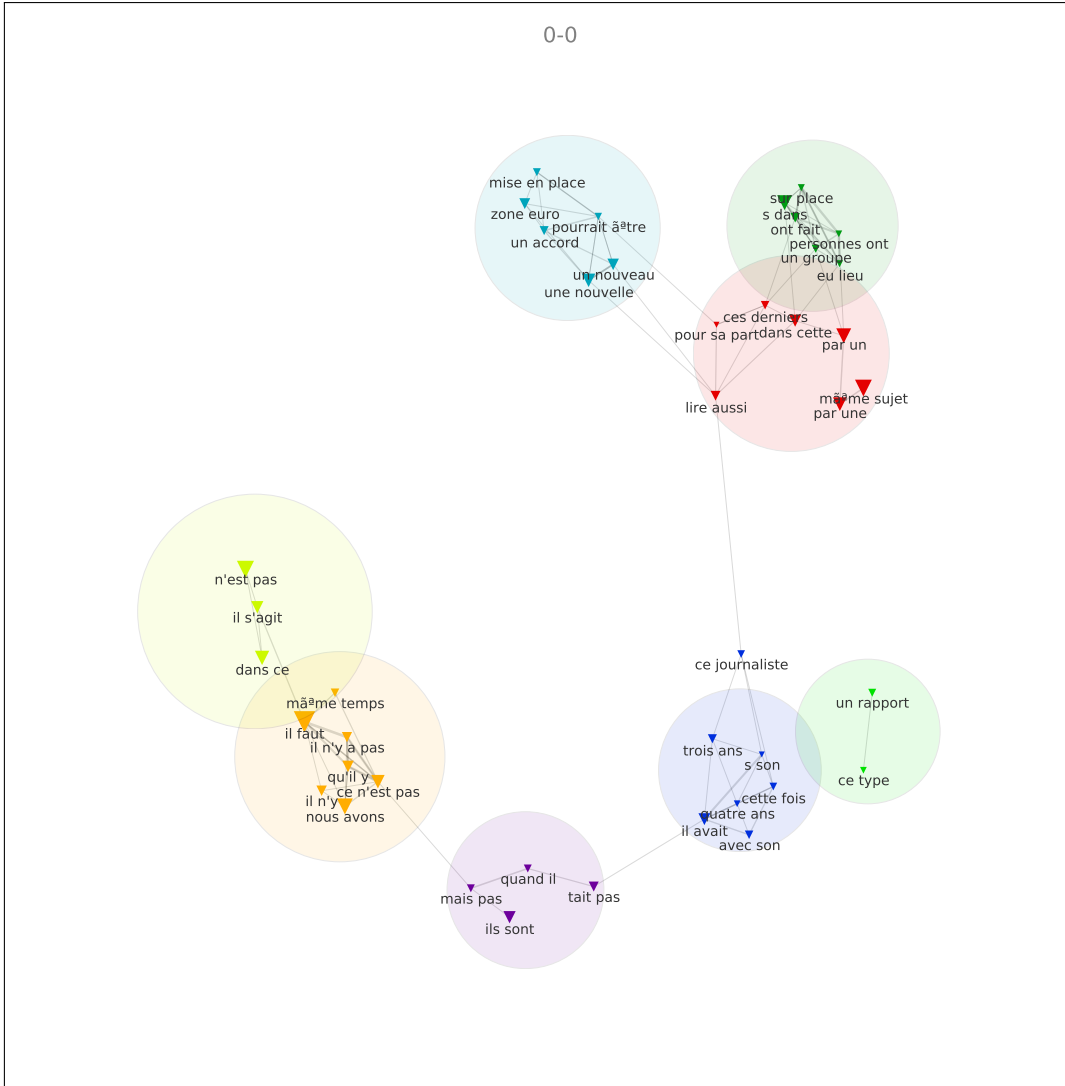 0-0
mise en place
zone euro
pourrait ãªtre
un accord
un nouveau
une nouvelle
sur place
s dans
ont fait
personnes ont
un groupe
eu lieu
ces derniers
pour sa part
dans cette
par un
mãªme sujet
lire aussi
par une
n'est pas
il s'agit
dans ce
mãªme temps
il faut
il n'y a pas
qu'il y
ce n'est pas
il n'y
nous avons
ce journaliste
un rapport
trois ans
s son
ce type
cette fois
quatre ans
il avait
avec son
quand il
mais pas
tait pas
ils sont